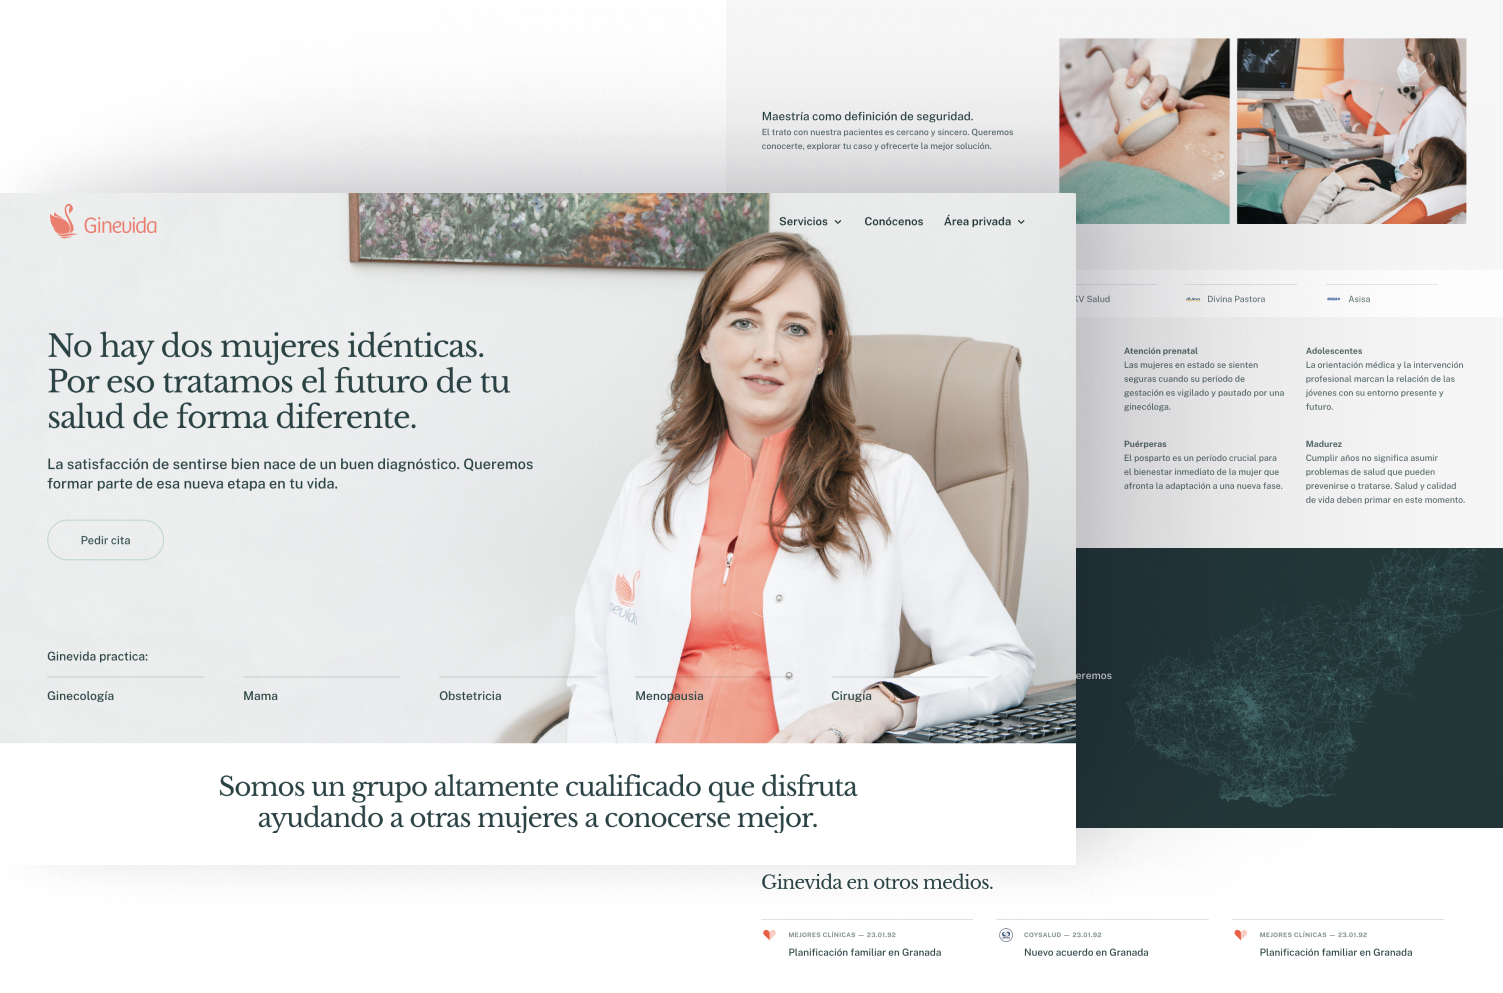 Maestría como definición de seguridad.
El trato con nuestra pacientes es cercano y sincero. Queremos
conocerte, explorar tu caso y ofrecerte la mejor solución.
Ginevida
Servicios
Conócenos
Área privada
No hay dos mujeres idénticas.
Por eso tratamos el futuro de tu
salud de forma diferente.
La satisfacción de sentirse bien nace de un buen diagnóstico. Queremos
formar parte de esa nueva etapa en tu vida.
Pedir cita
Ginevida practica:
Ginecología
Mama
Obstetricia
Menopausia
Cirugía
Somos un grupo altamente cualificado que disfruta
ayudando a otras mujeres a conocerse mejor.
Salud
Divina Pastora
Asisa
Atención prenatal
Las mujeres en estado se sienten
seguras cuando su periodo de
gestación es vigilado y pautado por una
ginecóloga.
Adolescentes
La orientación médica y la intervención
profesional marcan la relación de las
jóvenes con su entorno presente y
futuro.
Puérperas
El posparto es un período crucial para
el bienestar inmediato de la mujer que
afronta la adaptación a una nueva fase.
Madurez
Cumplir años no significa asumir
problemas de salud que pueden
prevenirse o tratarse. Salud y calidad
de vida deben primar en este momento.
eremos
Ginevida en otros medios.
MEJORES CLÍNICAS — 23.01.92
Planificación familiar en Granada
COYSALUD — 23.01.92
Nuevo acuerdo en Granada
MEJORES CLÍNICAS — 23.01.92
Planificación familiar en Granada